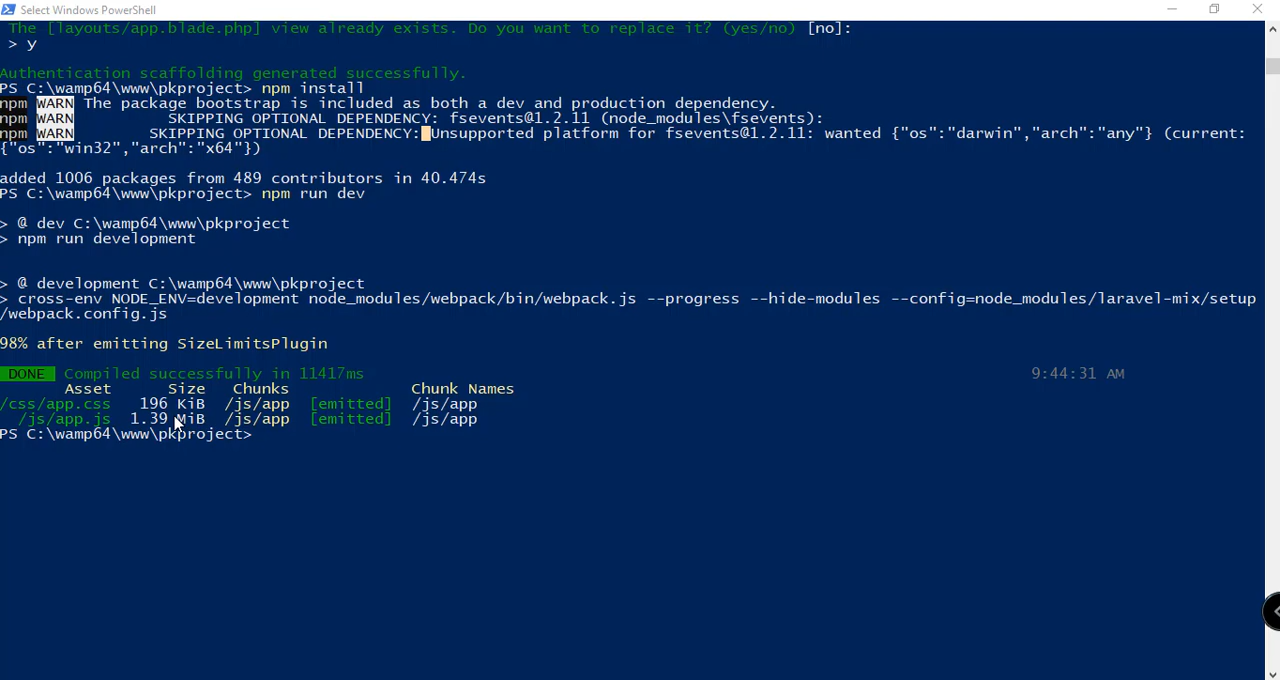 Select Windows PowerShell
The [layouts/app.blade.php] view already exists. Do you want to replace it? (yes/no) [no]:
> y
Authentication scaffolding generated successfully.
PS C:\wamp64\www\pkproject> npm install
npm WARN The package bootstrap is included as both a dev and production dependency.
npm WARN SKIPPING OPTIONAL DEPENDENCY: fsevents@1.2.11 (node_modules\fsevents):
npm WARN SKIPPING OPTIONAL DEPENDENCY: Unsupported platform for fsevents@1.2.11: wanted {"os":"darwin","arch":"any"} (current:
{"os":"win32","arch":"x64"})
added 1006 packages from 489 contributors in 40.474s
PS C:\wamp64\www\pkproject> npm run dev
> @ dev C:\wamp64\www\pkproject
> npm run development
> @ development C:\wamp64\www\pkproject
> cross-env NODE_ENV=development node_modules/webpack/bin/webpack.js --progress --hide-modules --config=node_modules/laravel-mix/setup
/webpack.config.js
98% after emitting SizeLimitsPlugin
DONE Compiled successfully in 11417ms 9:44:31 AM
Asset Size Chunks Chunk Names
/css/app.css 196 KiB /js/app [emitted] /js/app
/js/app.js 1.39 MiB /js/app [emitted] /js/app
PS C:\wamp64\www\pkproject>